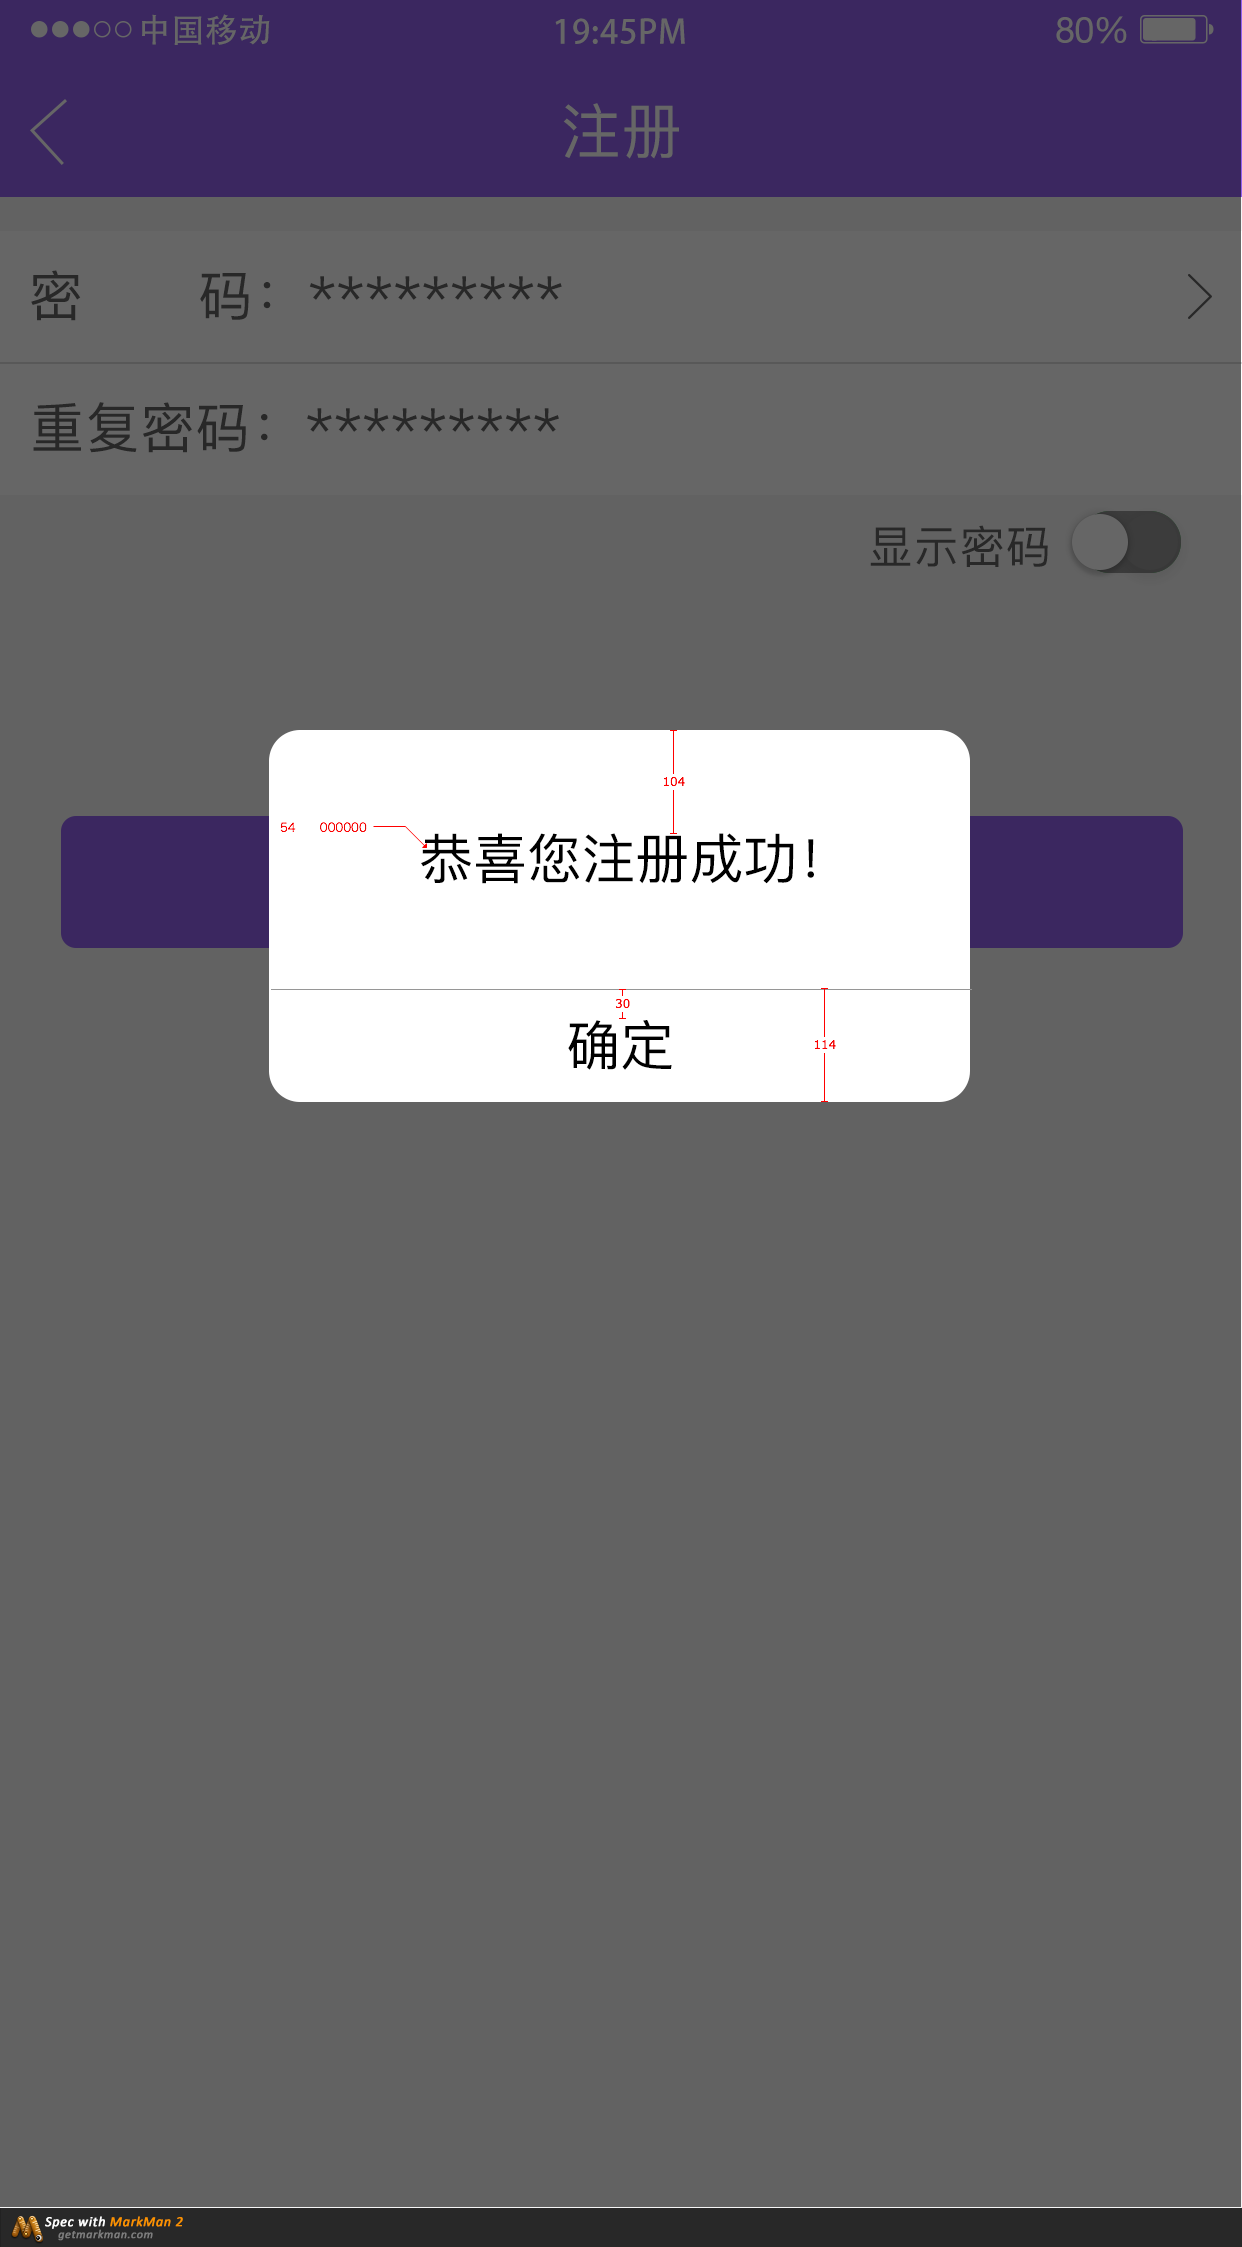 中国移动 19:45PM 80%
注册
密 码：*********
重复密码：*********
显示密码
104
54 000000
恭喜您注册成功！
30
确定
114
Spec with MarkMan 2
getmarkman.com